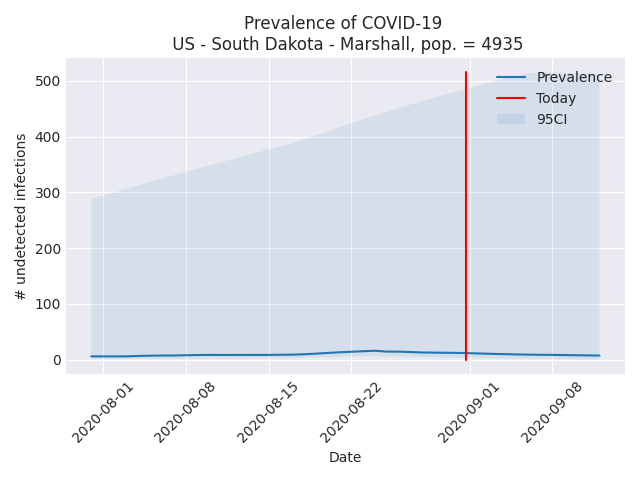 Prevalence of COVID-19
US - South Dakota - Marshall, pop. = 4935
# undetected infections
500
400
300
200
100
0
Prevalence
Today
95CI
2020-08-01
2020-08-08
2020-08-15
2020-08-22
2020-09-01
2020-09-08
Date